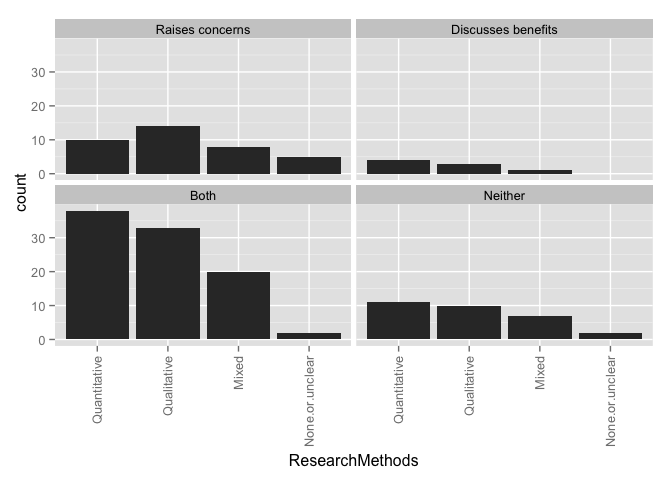 Raises concerns
Discusses benefits
30
20
10
0
count
Both
Neither
30
20
10
0
Quantitative
Qualitative
Mixed
None.or.unclear
Quantitative
Qualitative
Mixed
None.or.unclear
ResearchMethods